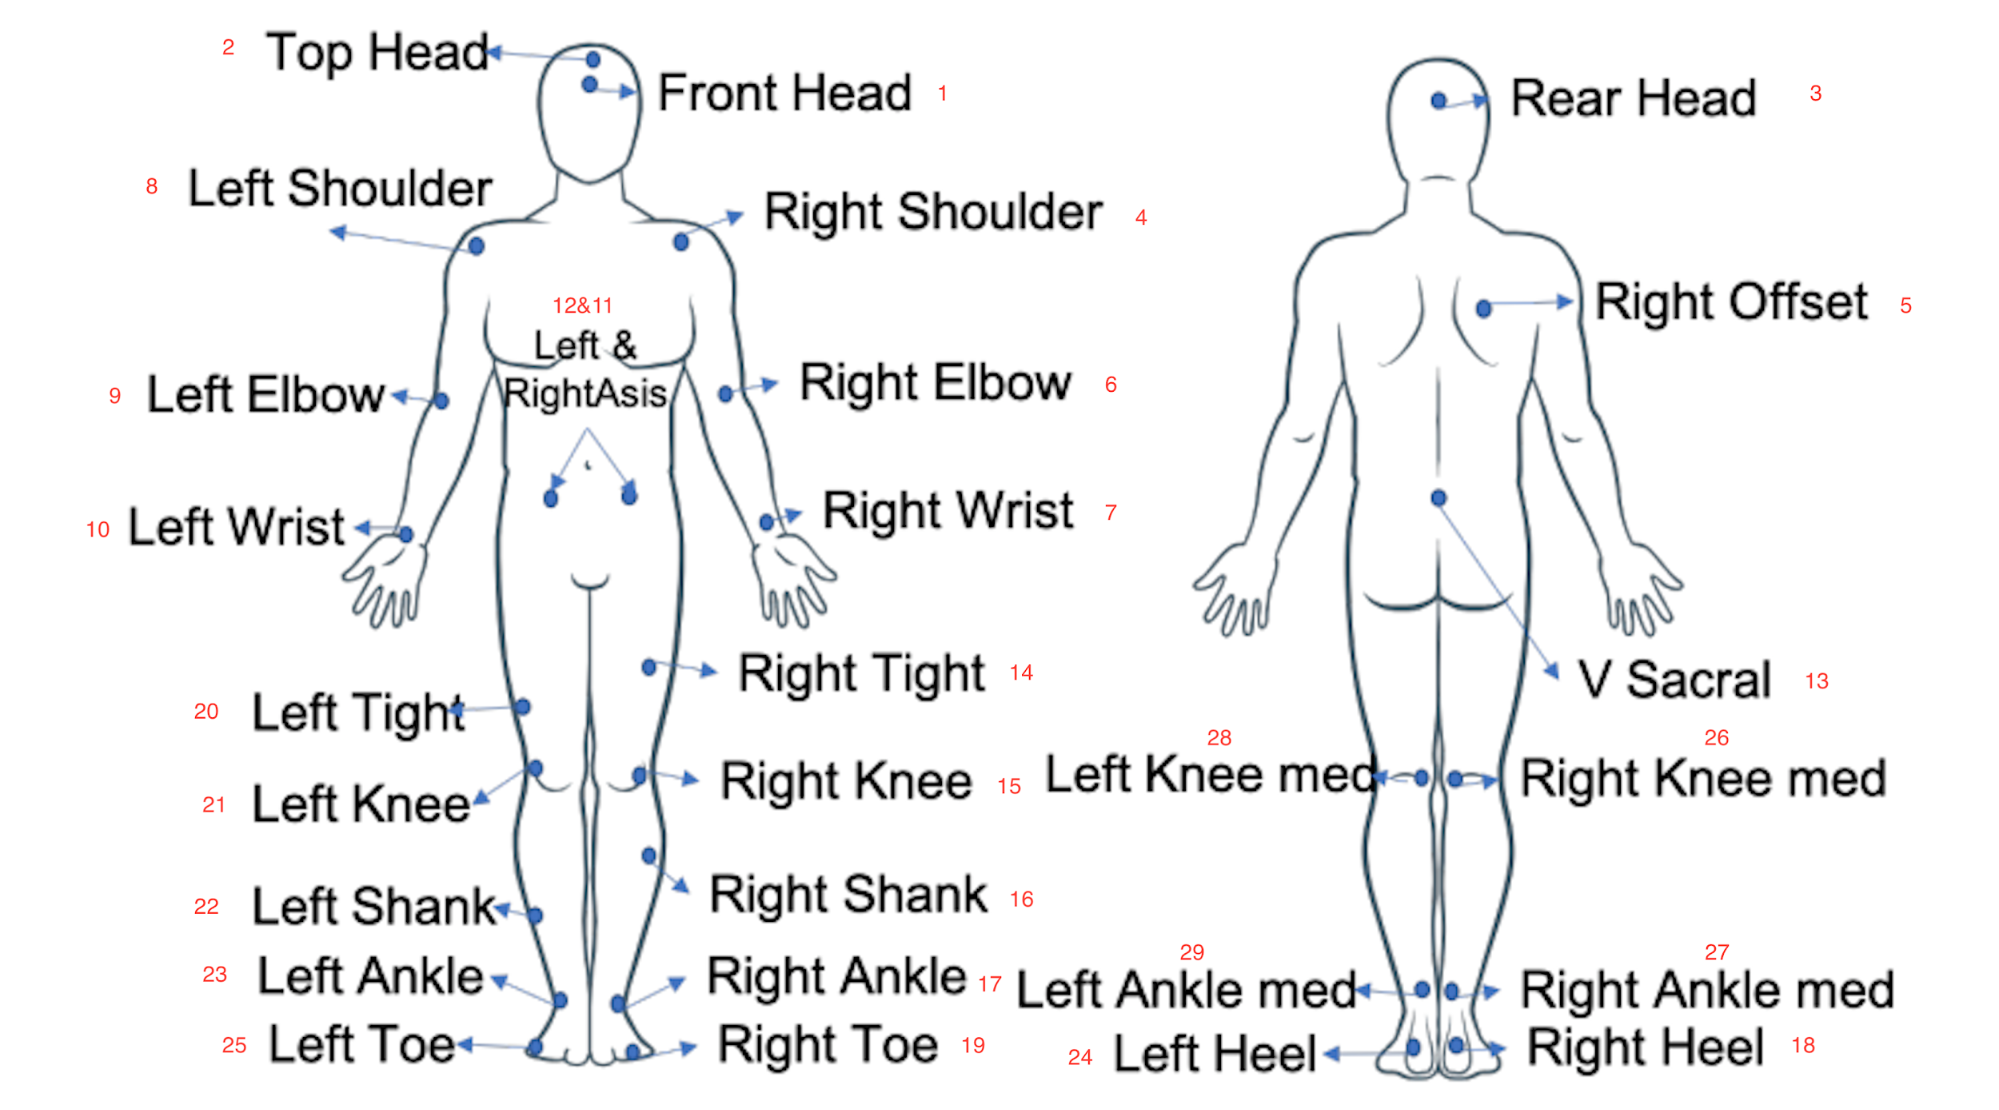 2 Top Head
Front Head 1
Rear Head 3
8 Left Shoulder
Right Shoulder 4
12&11
Left &
RightAsis
Right Offset 5
9 Left Elbow
Right Elbow 6
10 Left Wrist
Right Wrist 7
Right Tight 14
V Sacral 13
20 Left Tight
28
Left Knee med
26
Right Knee med
21 Left Knee
Right Knee 15
22 Left Shank
Right Shank 16
23 Left Ankle
Right Ankle 17
29
Left Ankle med
27
Right Ankle med
25 Left Toe
Right Toe 19
24 Left Heel
Right Heel 18